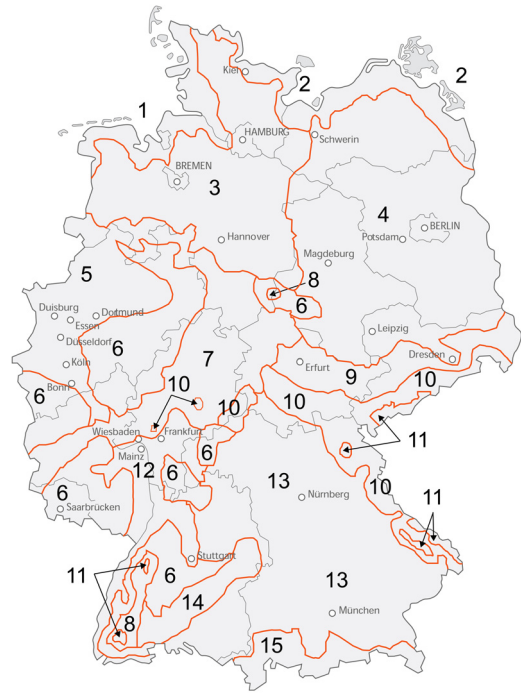 Kiel
2
2
1
HAMBURG
Schwerin
BREMEN
3
4
BERLIN
Potsdam
Hannover
5
Magdeburg
8
6
Duisburg
Dortmund
Essen
Düsseldorf
6
7
Leipzig
Köln
Erfurt
9
Dresden
Bonn
6
10
10
10
10
Wiesbaden
Frankfurt
11
Mainz
12
6
6
13
10
6
Nürnberg
11
Saarbrücken
Stuttgart
11
6
13
14
8
München
15